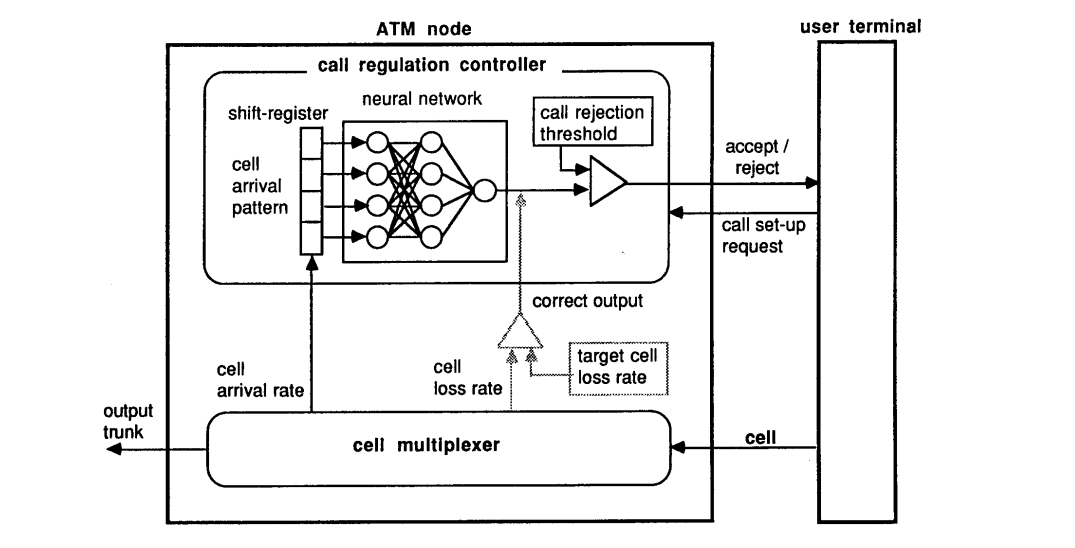 ATM node
user terminal
call regulation controller
neural network
shift-register
call rejection
threshold
cell
arrival
pattern
accept /
reject
call set-up
request
correct output
target cell
loss rate
cell
loss rate
cell
arrival rate
output
trunk
cell multiplexer
cell